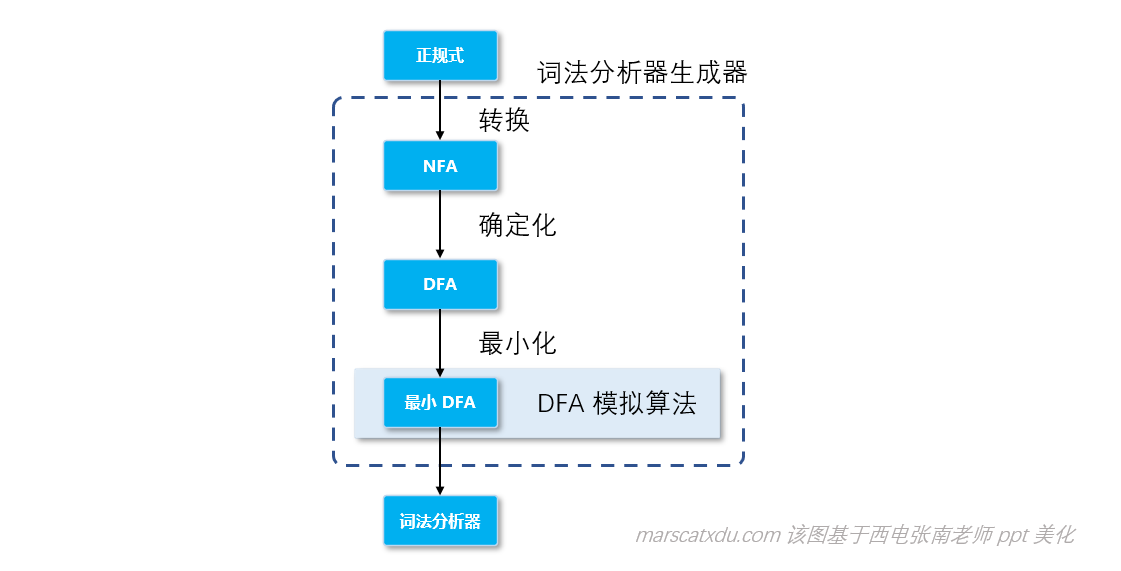 正规式
词法分析器生成器
转换
NFA
确定化
DFA
最小化
最小 DFA
DFA 模拟算法
词法分析器
marscatxdu.com 该图基于西电张南老师 ppt 美化